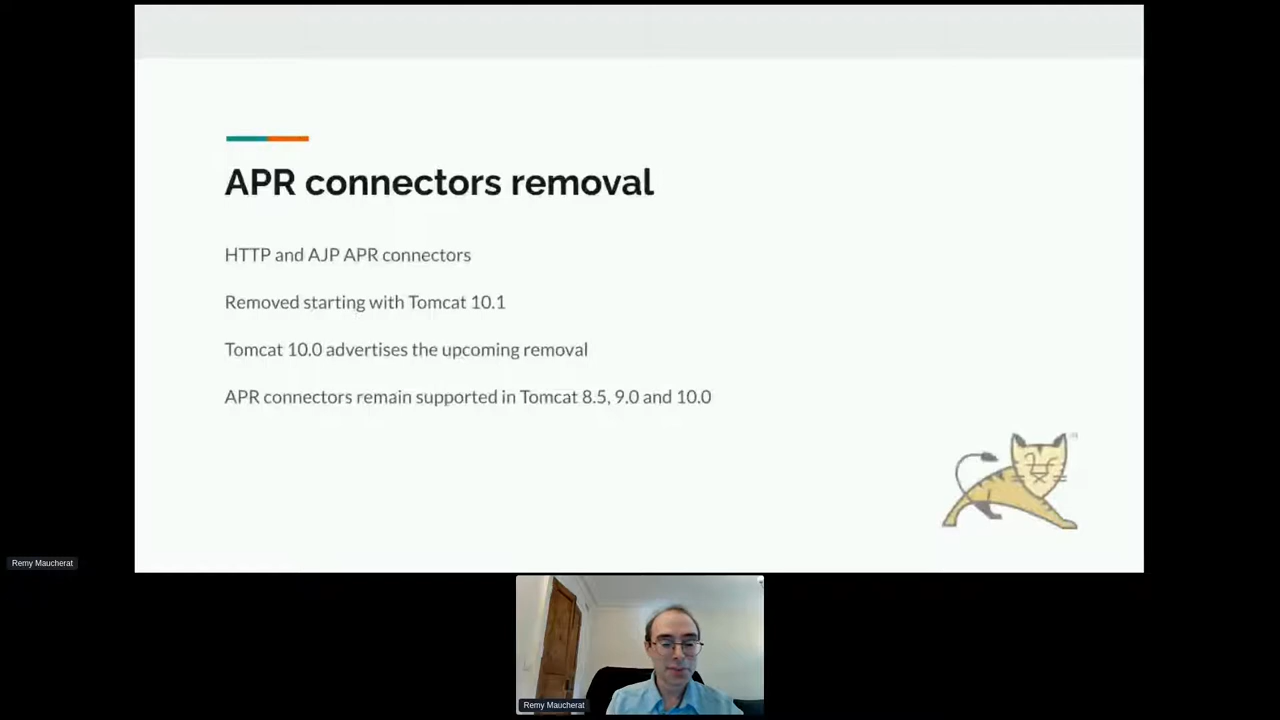 APR connectors removal
HTTP and AJP APR connectors
Removed starting with Tomcat 10.1
Tomcat 10.0 advertises the upcoming removal
APR connectors remain supported in Tomcat 8.5, 9.0 and 10.0
Remy Maucherat
Remy Maucherat